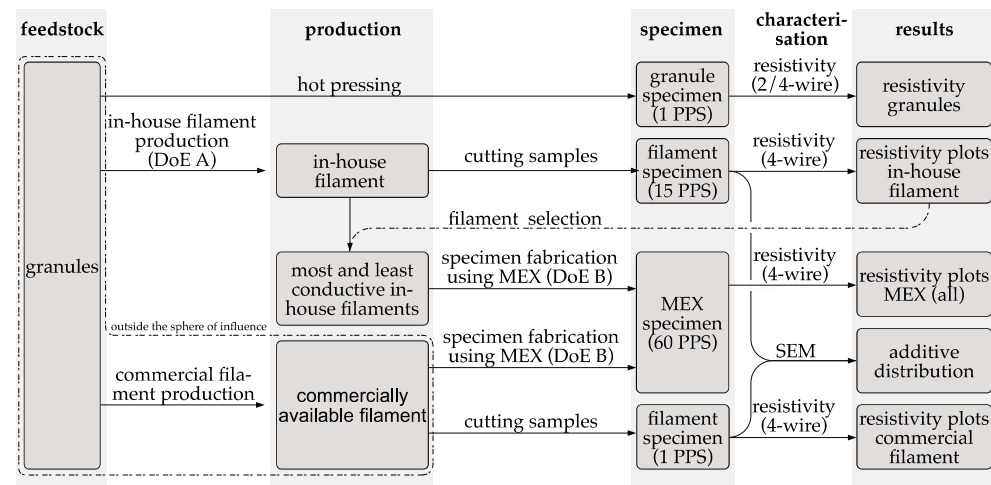 feedstock
production
specimen
characteri-
sation
results
granules
hot pressing
granule
specimen
(1 PPS)
resistivity
(2/4-wire)
resistivity
granules
in-house filament
production
(DoE A)
in-house
filament
cutting samples
filament
specimen
(15 PPS)
resistivity
(4-wire)
resistivity plots
in-house
filament
filament selection
most and least
conductive in-
house filaments
specimen fabrication
using MEX (DoE B)
MEX
specimen
(60 PPS)
resistivity
(4-wire)
resistivity plots
MEX (all)
outside the sphere of influence
specimen fabrication
using MEX (DoE B)
SEM
additive
distribution
commercial fila-
ment production
commercially
available filament
cutting samples
filament
specimen
(1 PPS)
resistivity
(4-wire)
resistivity plots
commercial
filament